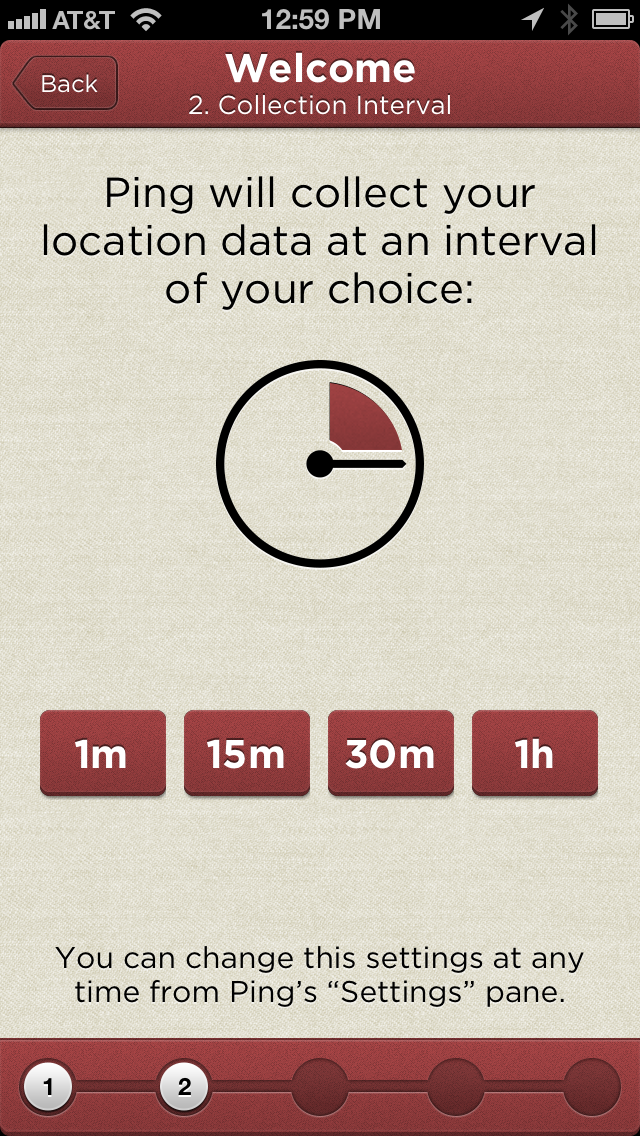 AT&T 12:59 PM
Back
Welcome
2. Collection Interval
Ping will collect your
location data at an interval
of your choice:
1m 15m 30m 1h
You can change this settings at any
time from Ping’s “Settings” pane.
1 2